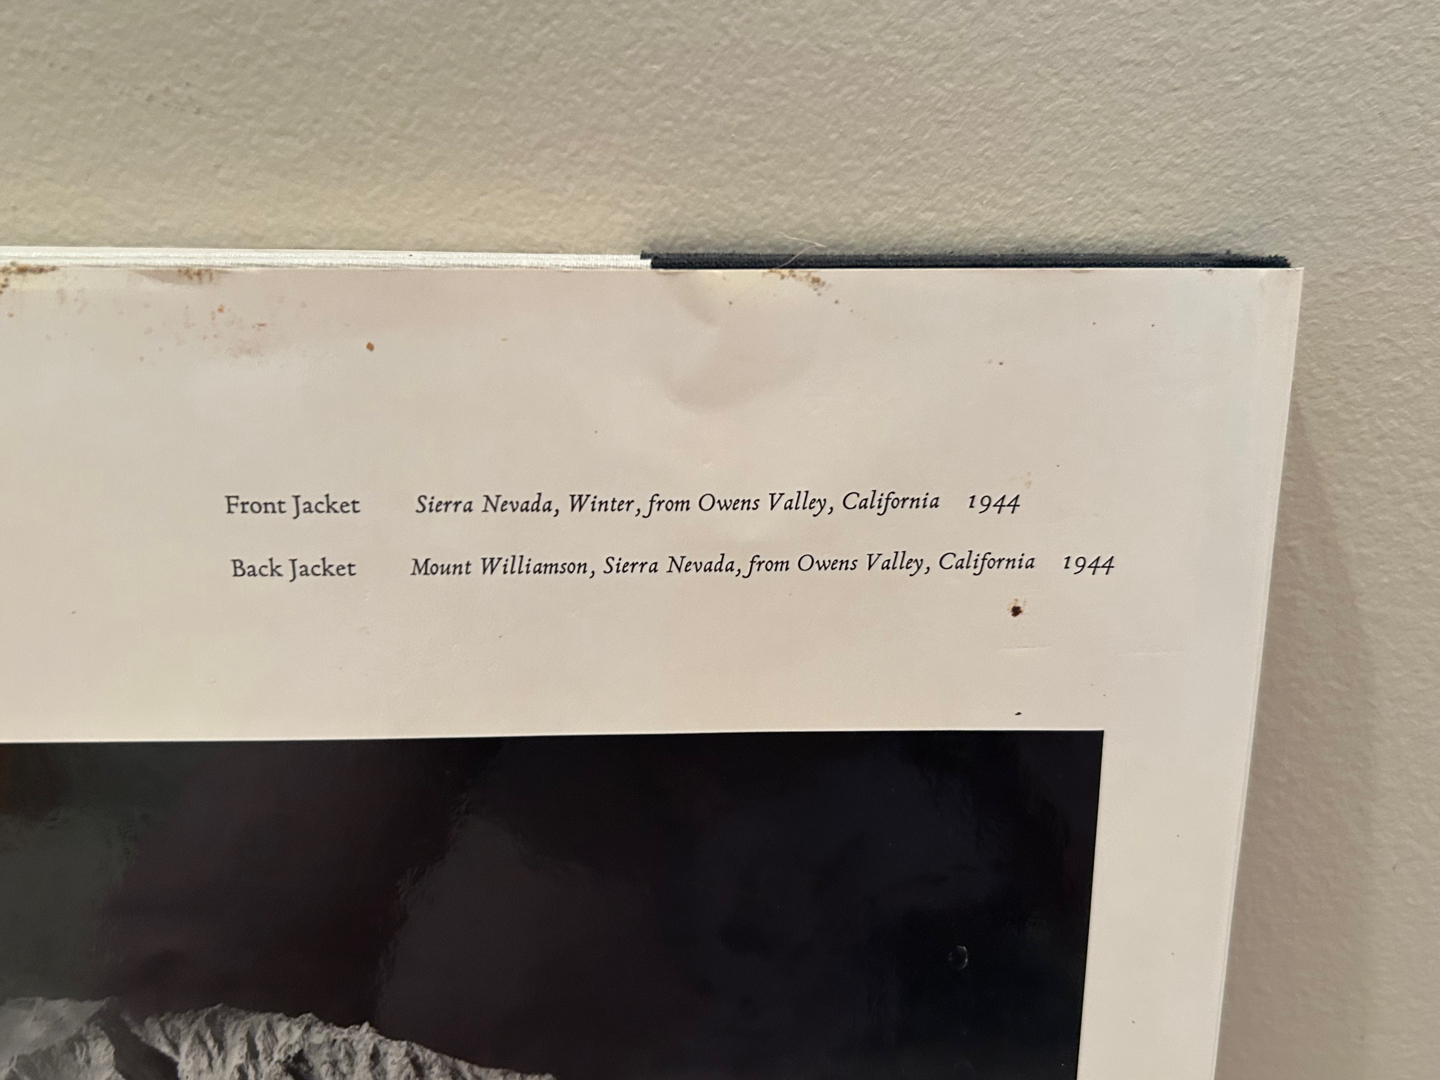 Front Jacket Sierra Nevada, Winter, from Owens Valley, California 1944
Back Jacket Mount Williamson, Sierra Nevada, from Owens Valley, California 1944